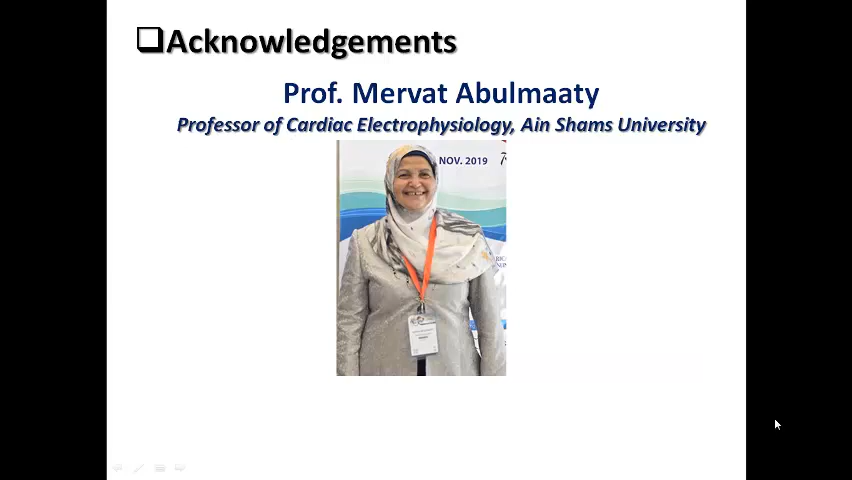 Acknowledgements
Prof. Mervat Abulmaaty
Professor of Cardiac Electrophysiology, Ain Shams University
NOV. 2019